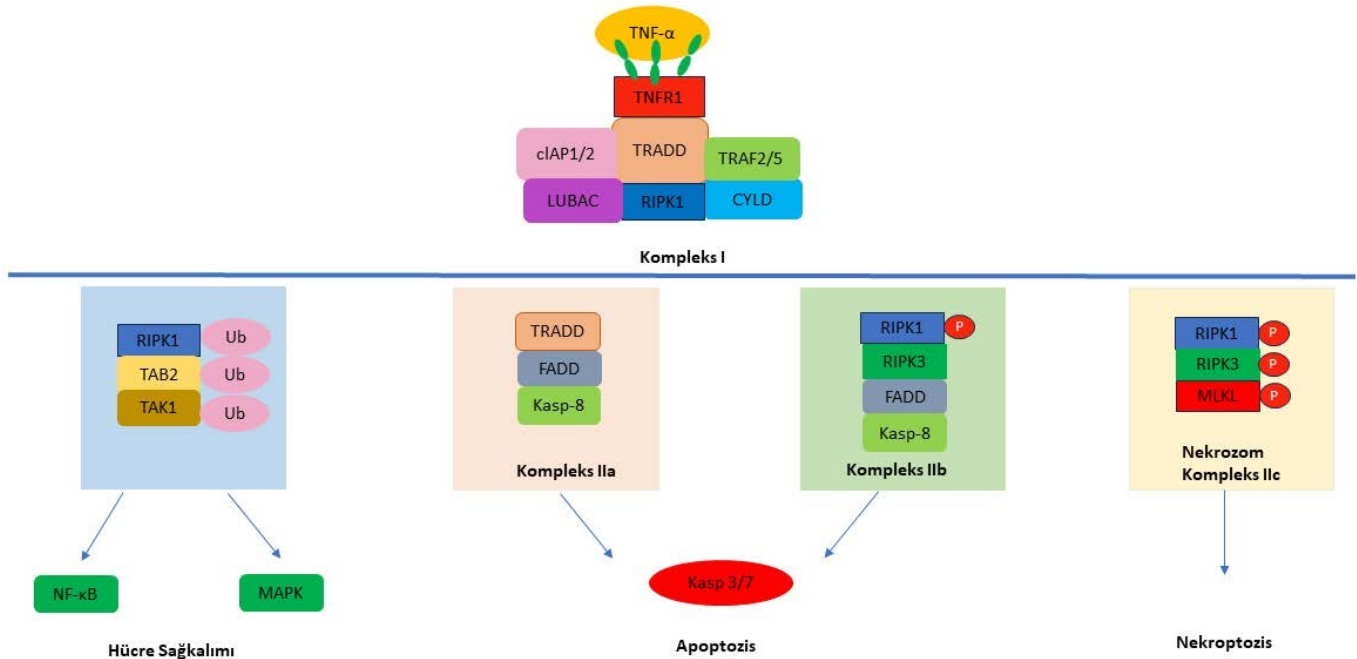 TNF-α
TNFR1
cIAP1/2
TRADD
TRAF2/5
LUBAC
RIPK1
CYLD
Kompleks I
RIPK1
Ub
TAB2
Ub
TAK1
Ub
TRADD
FADD
Kasp-8
Kompleks IIa
RIPK1
P
RIPK3
FADD
Kasp-8
Kompleks IIb
RIPK1
P
RIPK3
P
MLKL
P
Nekrozom
Kompleks IIc
NF-κB
MAPK
Kasp 3/7
Hücre Sağkalımı
Apoptozis
Nekroptozis